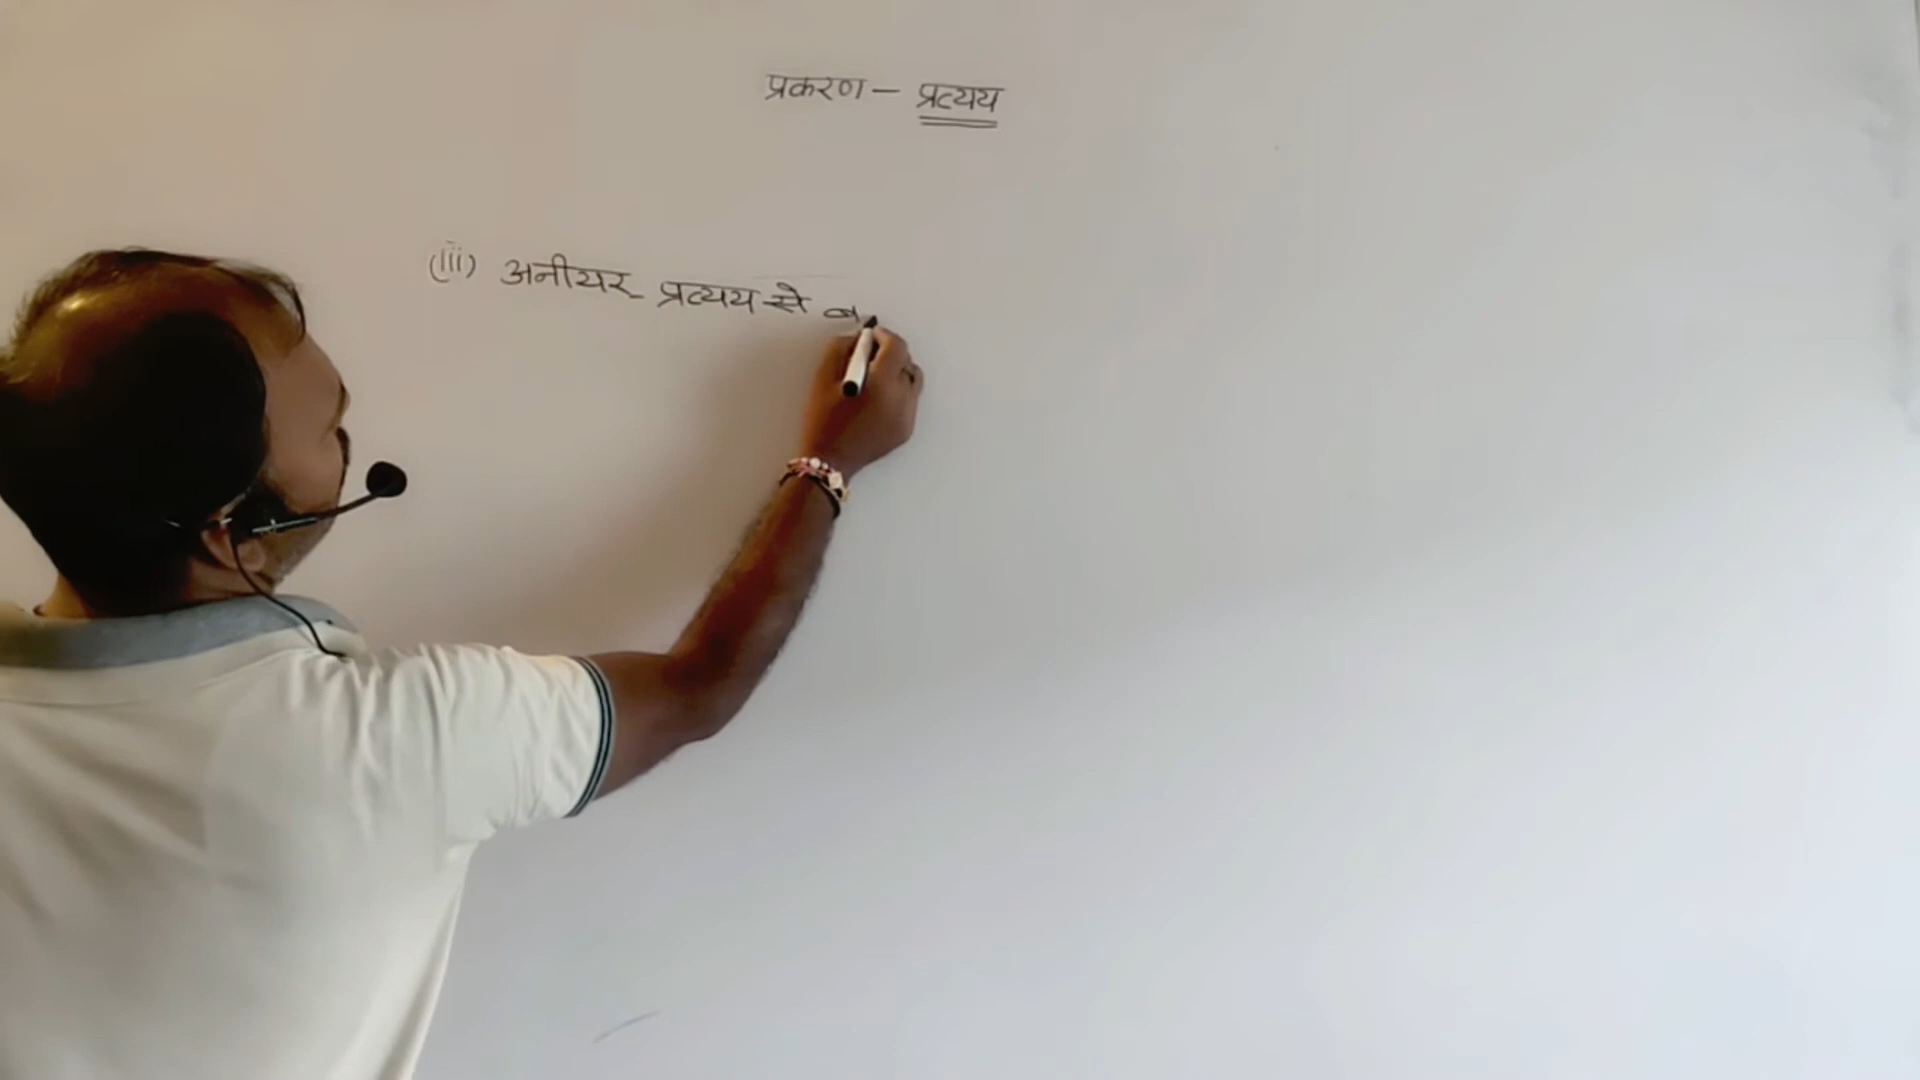 प्रकरण - प्रत्यय
(iii) अनीयर् प्रत्यय से